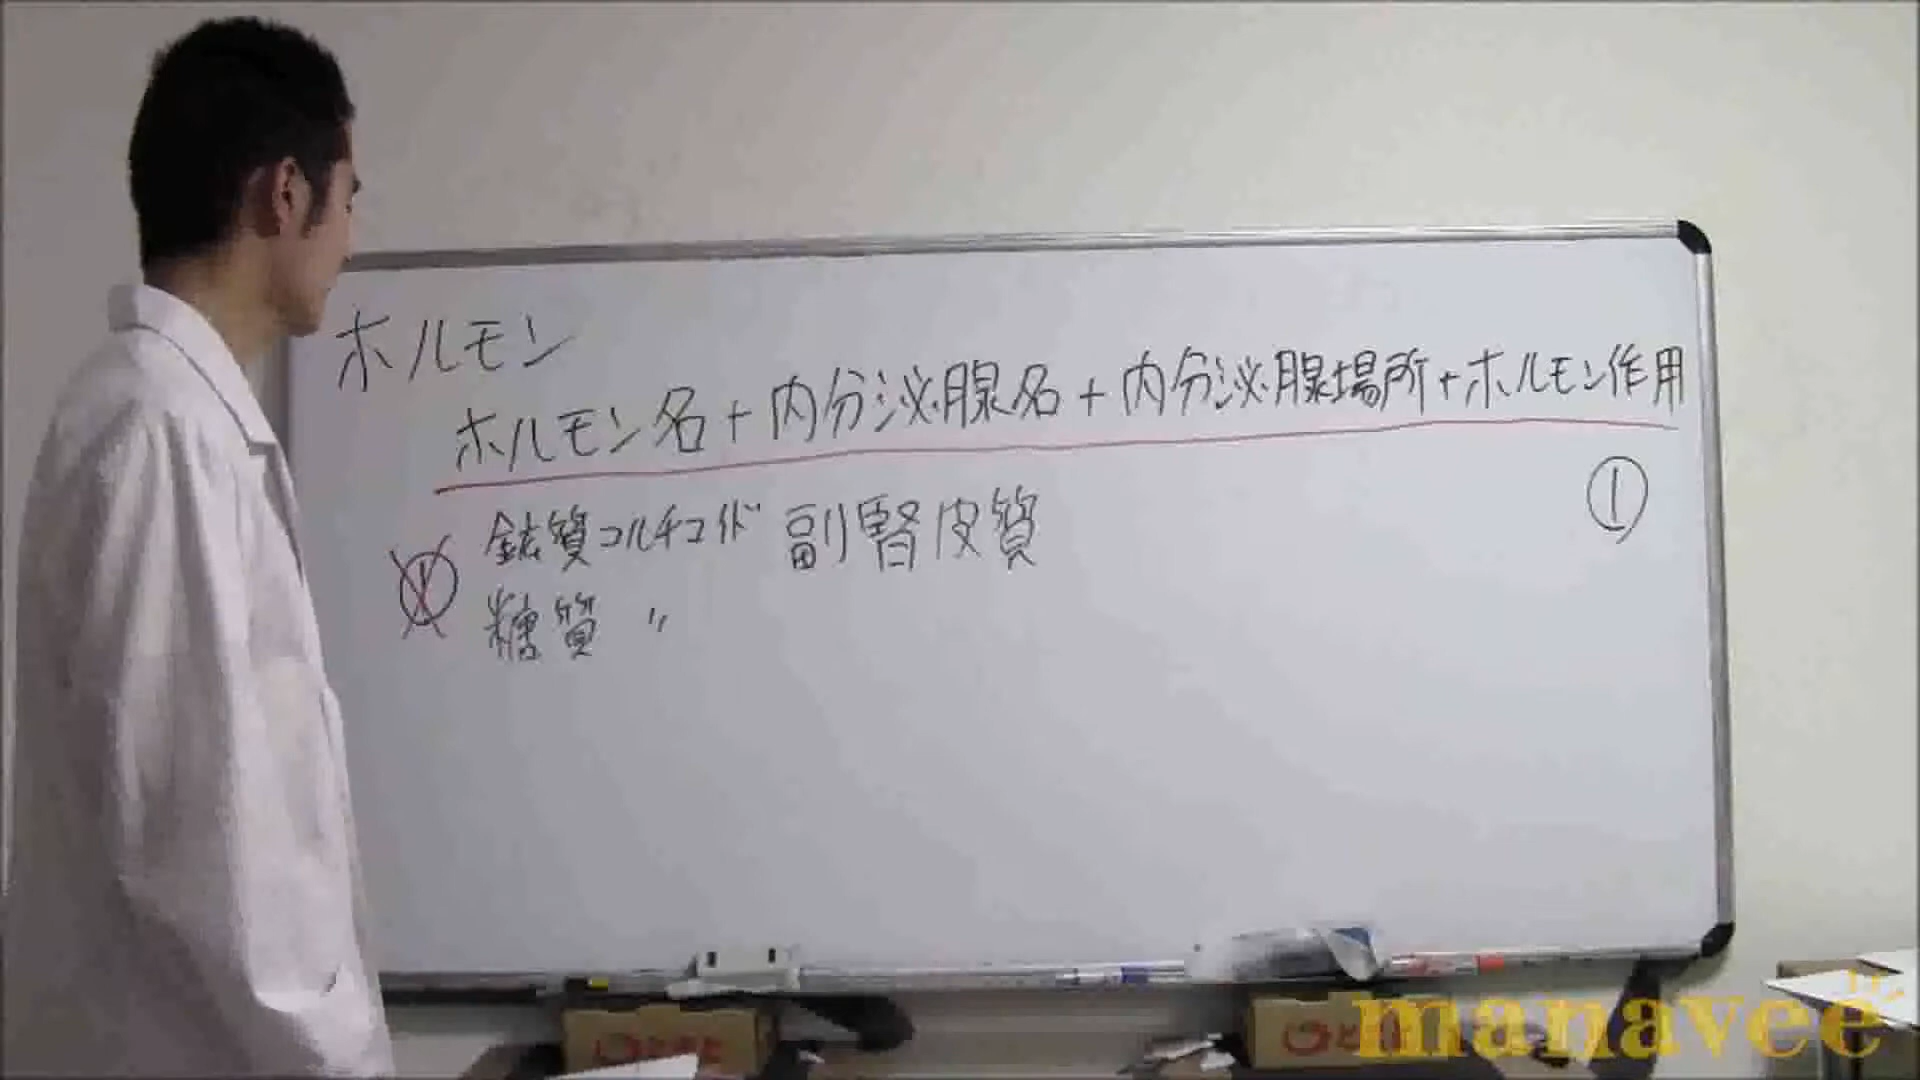 ホルモン
ホルモン名+内分泌腺名+内分泌腺場所+ホルモン作用
①
鉱質コルチコイド 副腎皮質
①
糖質 〃
manavee